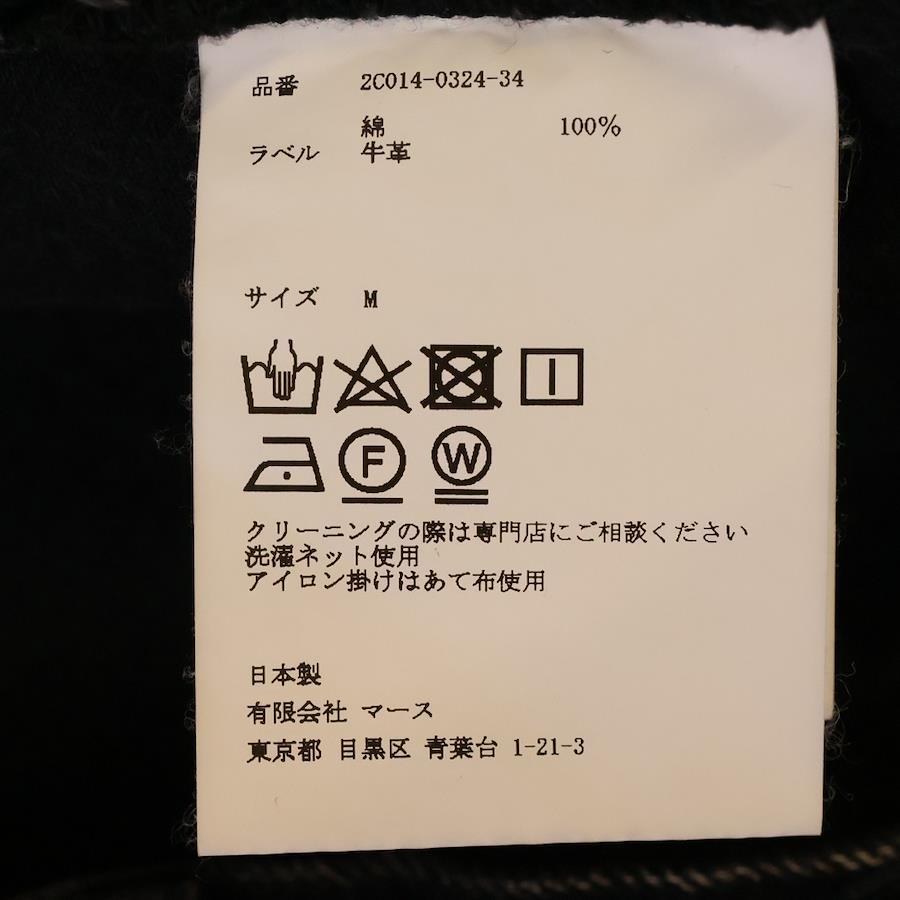 品番 2C014-0324-34
綿 100%
ラベル 牛革
サイズ M
F W
クリーニングの際は専門店にご相談ください
洗濯ネット使用
アイロン掛けはあて布使用
日本製
有限会社 マース
東京都 目黒区 青葉台 1-21-3